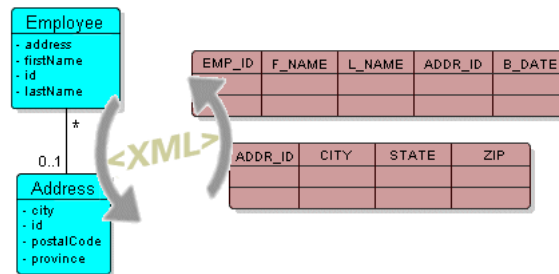 Employee
- address
- firstName
- id
- lastName
*
0..1
Address
- city
- id
- postalCode
- province
<XML>
EMP_ID F_NAME L_NAME ADDR_ID B_DATE
ADDR_ID CITY STATE ZIP